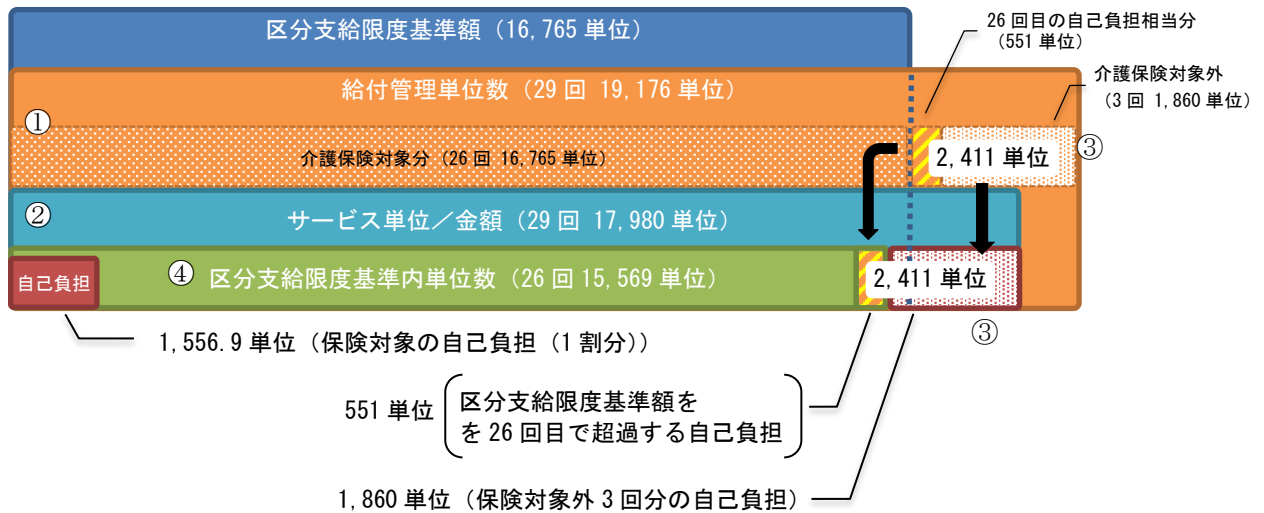 区分支給限度基準額（16,765 単位）
26 回目の自己負担相当分
（551 単位）
給付管理単位数（29 回 19,176 単位）
介護保険対象外
（3 回 1,860 単位）
①
介護保険対象分（26 回 16,765 単位）
2,411 単位
③
②
サービス単位／金額（29 回 17,980 単位）
自己負担
④
区分支給限度基準内単位数（26 回 15,569 単位）
2,411 単位
③
1,556.9 単位（保険対象の自己負担（1 割分））
551 単位
区分支給限度基準額を
を 26 回目で超過する自己負担
1,860 単位（保険対象外 3 回分の自己負担）